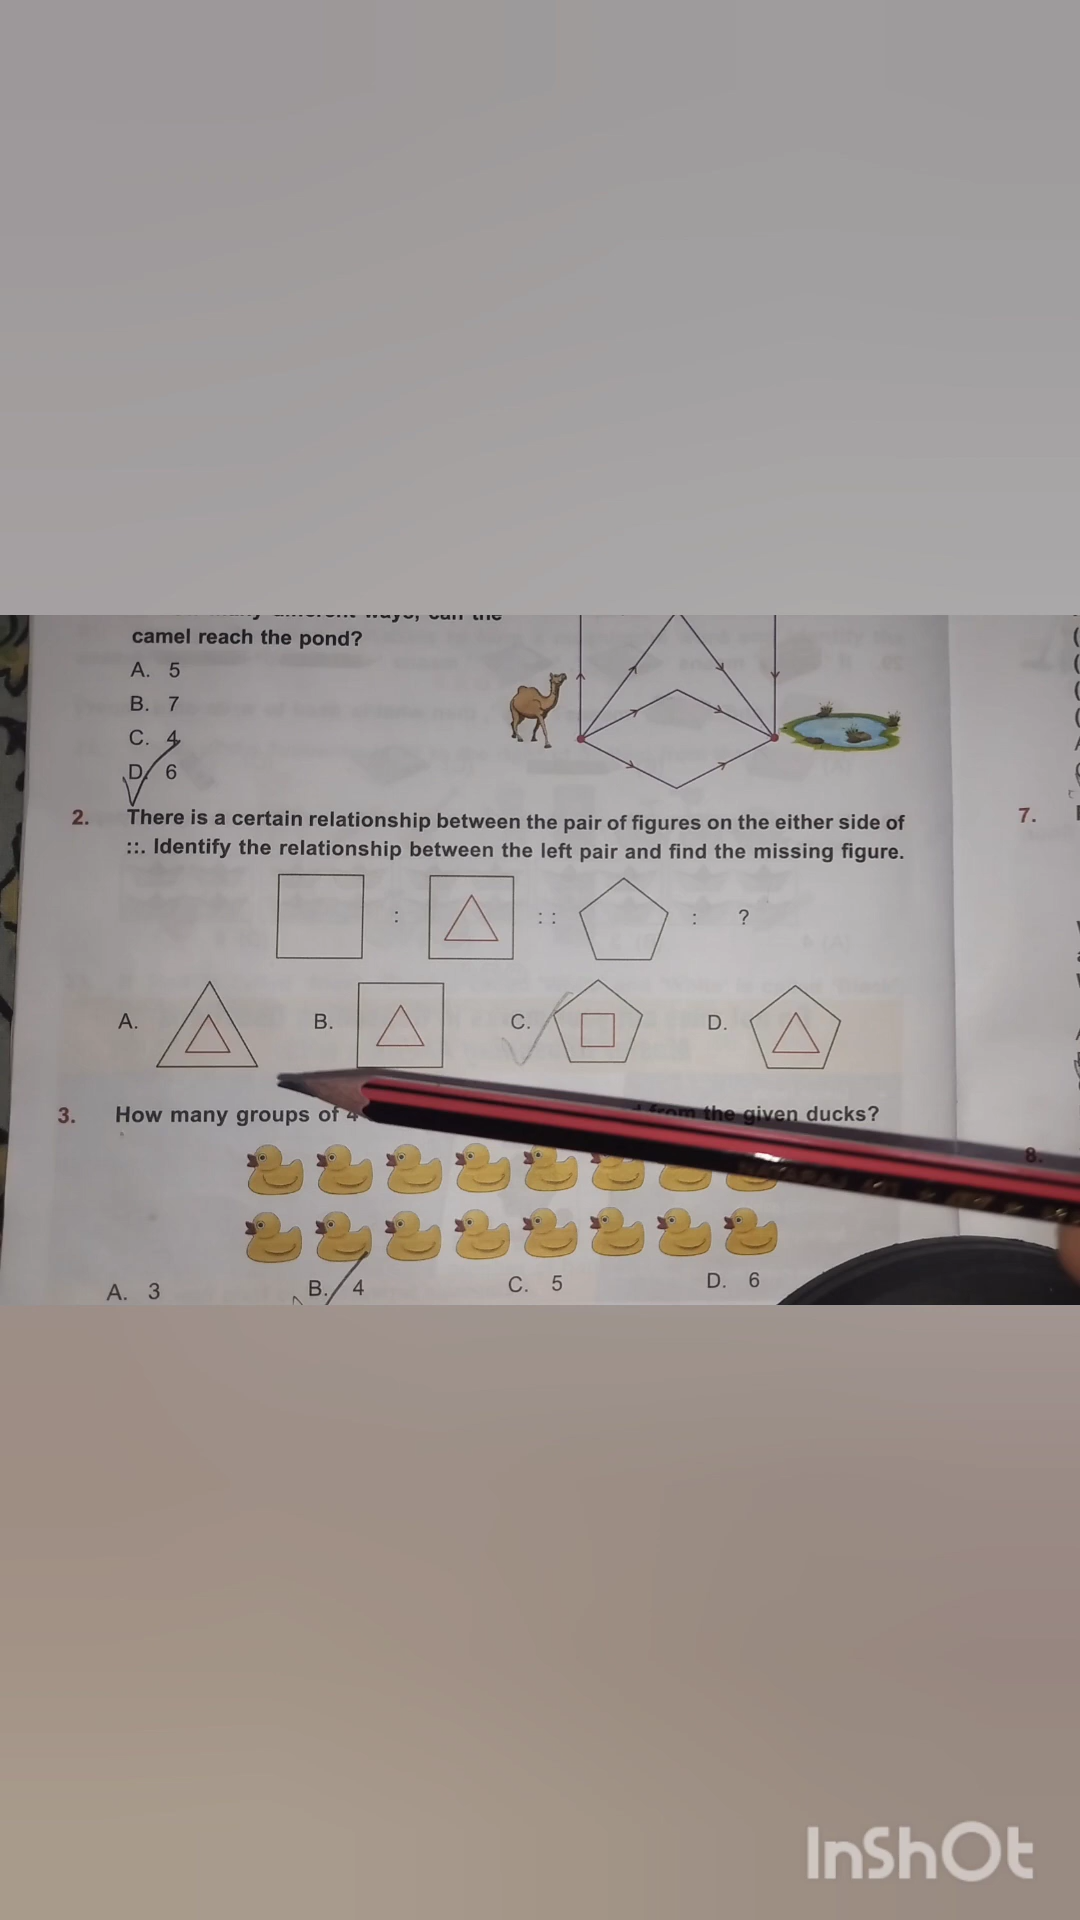 camel reach the pond?
A. 5
B. 7
C. 4
D. 6
2. There is a certain relationship between the pair of figures on the either side of
::. Identify the relationship between the left pair and find the missing figure.
: :: : ?
A. B. C. D.
3. How many groups of 4 from the given ducks?
A. 3 B. 4 C. 5 D. 6
7.
8.
InShOt